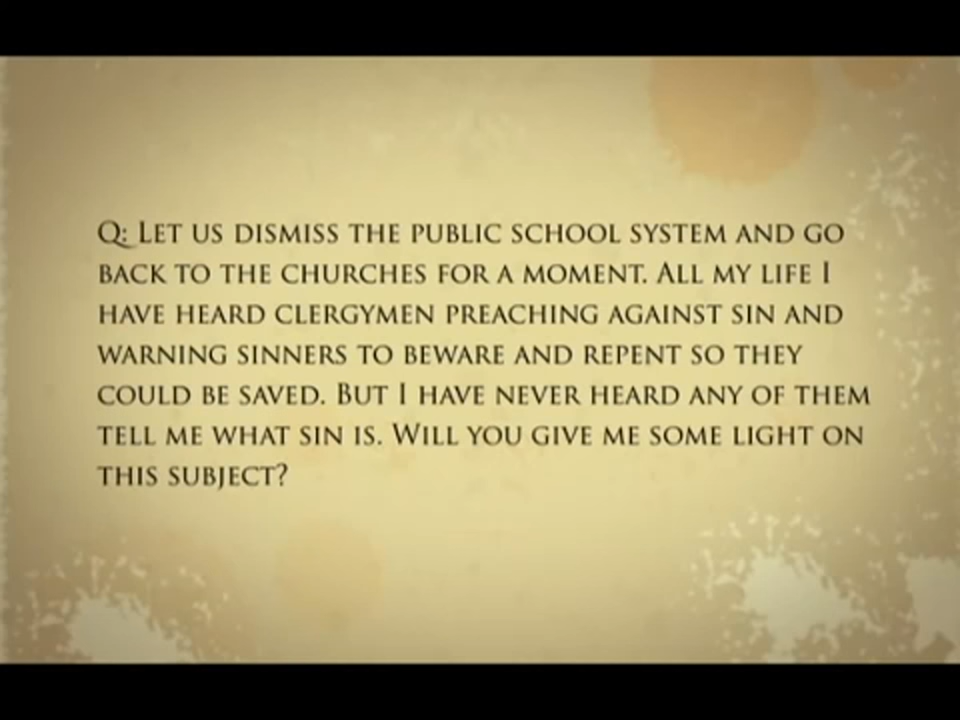 Q: Let us dismiss the public school system and go
back to the churches for a moment. All my life I
have heard clergymen preaching against sin and
warning sinners to beware and repent so they
could be saved. But I have never heard any of them
tell me what sin is. Will you give me some light on
this subject?